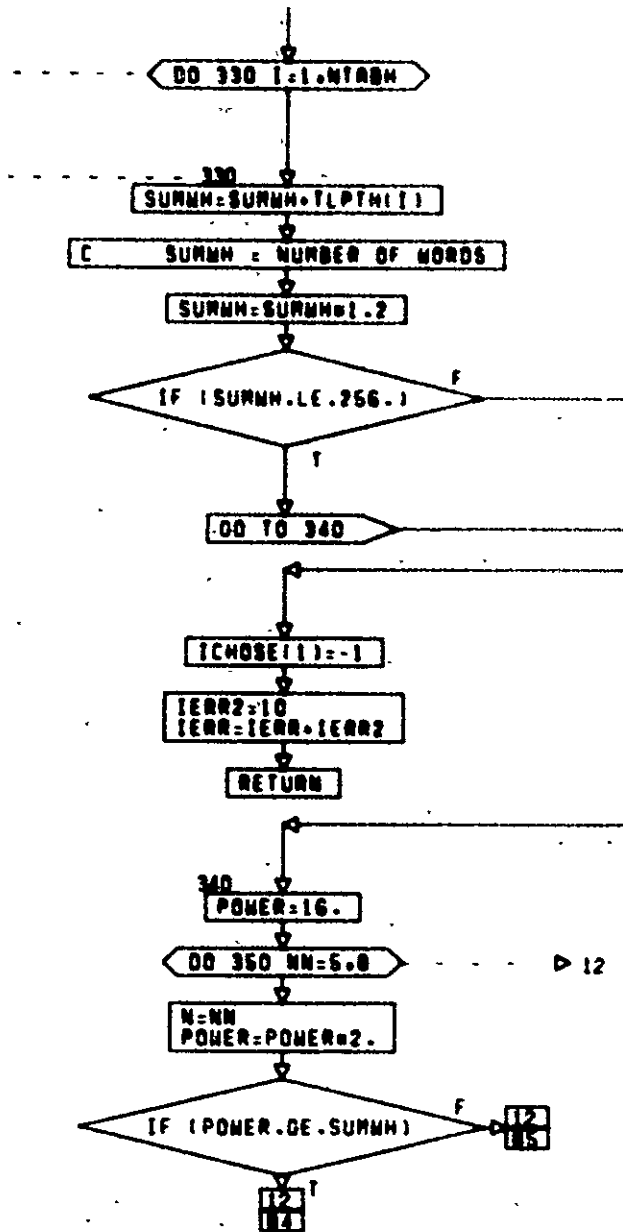 DO 330 I=1,NTABH
330
SUMWH=SUMWH+TLPTH(I)
C SUMWH = NUMBER OF WORDS
SUMWH=SUMWH*1.2
IF (SUMWH.LE.256.)
F
T
GO TO 340
ICHOSE(1)=-1
IERR2=10
IERR=IERR+IERR2
RETURN
340
POWER=16.
DO 350 NN=5,8
12
N=NN
POWER=POWER*2.
IF (POWER.GE.SUMWH)
F
12
T
12